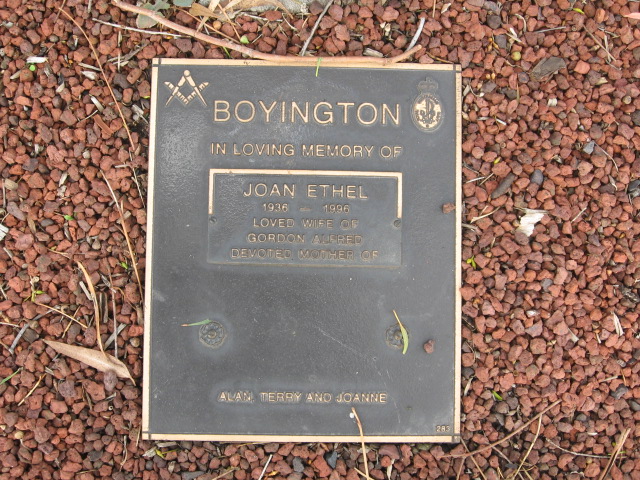 BOYINGTON
IN LOVING MEMORY OF
JOAN ETHEL
1936 – 1996
LOVED WIFE OF
GORDON ALFRED
DEVOTED MOTHER OF
ALAN, TERRY AND JOANNE